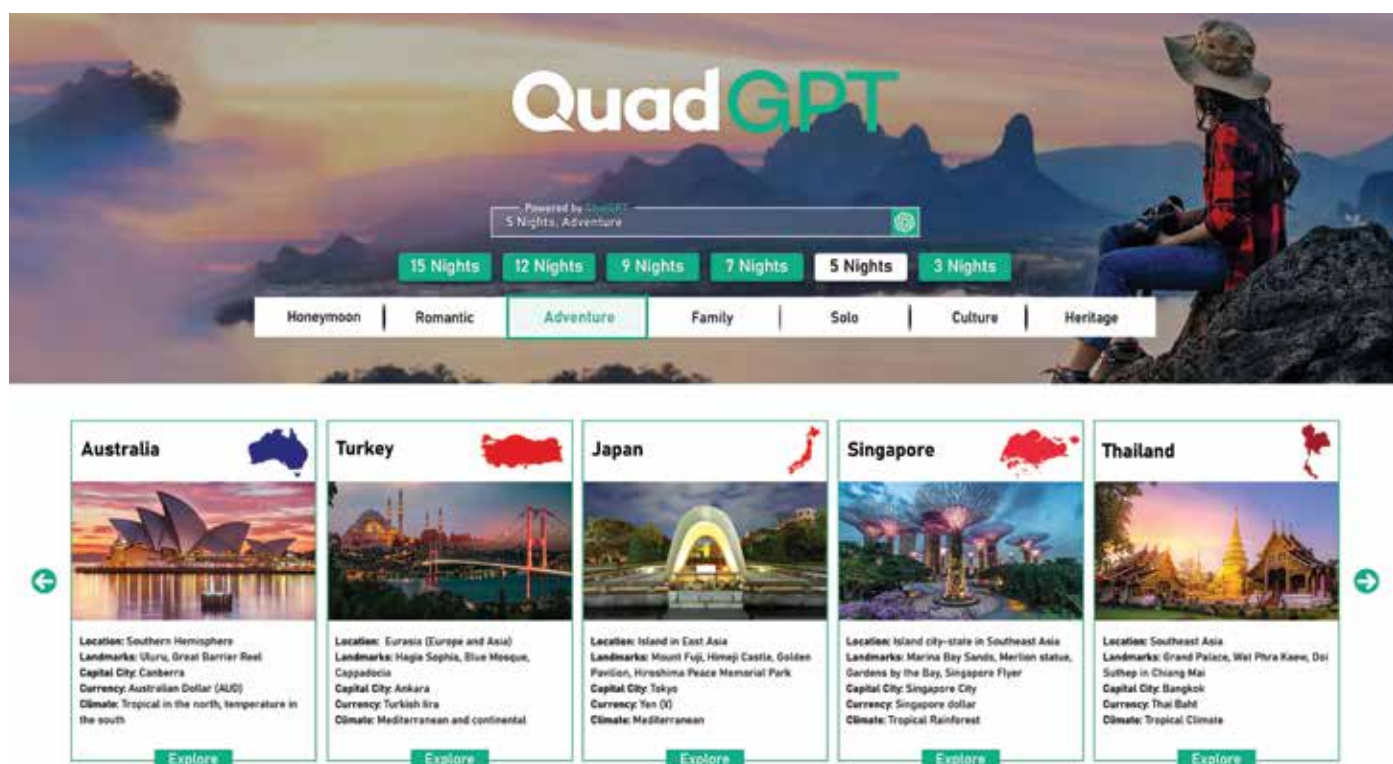 QuadGPT
Powered by ChatGPT
5 Nights, Adventure
15 Nights
12 Nights
9 Nights
7 Nights
5 Nights
3 Nights
Honeymoon
Romantic
Adventure
Family
Solo
Culture
Heritage
Australia
Location: Southern Hemisphere
Landmarks: Uluru, Great Barrier Reel
Capital City: Canberra
Currency: Australian Dollar (AUD)
Climate: Tropical in the north, temperature in
the south
Explore
Turkey
Location: Eurasia (Europe and Asia)
Landmarks: Hagia Sophia, Blue Mosque,
Cappadocia
Capital City: Ankara
Currency: Turkish lira
Climate: Mediterranean and continental
Explore
Japan
Location: Island in East Asia
Landmarks: Mount Fuji, Himeji Castle, Golden
Pavilion, Hiroshima Peace Memorial Park
Capital City: Tokyo
Currency: Yen (¥)
Climate: Mediterranean
Explore
Singapore
Location: Island city-state in Southeast Asia
Landmarks: Marina Bay Sands, Merlion statue,
Gardens by the Bay, Singapore Flyer
Capital City: Singapore City
Currency: Singapore dollar
Climate: Tropical Rainforest
Explore
Thailand
Location: Southeast Asia
Landmarks: Grand Palace, Wat Phra Kaew, Doi
Suthep in Chiang Mai
Capital City: Bangkok
Currency: Thai Baht
Climate: Tropical Climate
Explore